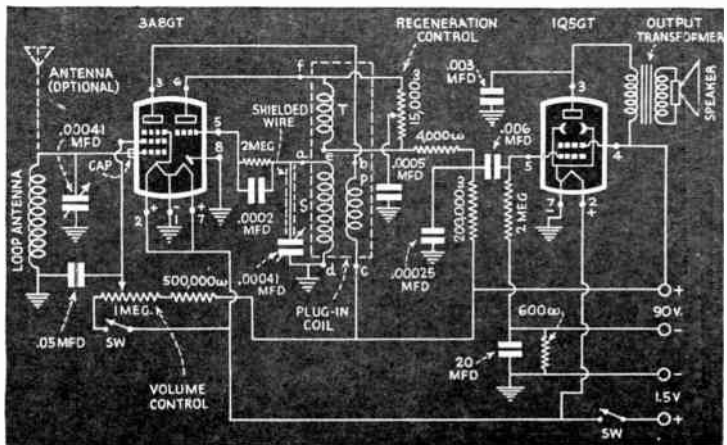 3A8GT
1Q5GT
OUTPUT
TRANSFORMER
REGENERATION
CONTROL
.003
MFD
ANTENNA
(OPTIONAL)
.00041
MFD
CAP
SHIELDED
WIRE
2MEG
.0002 MFD
15,000ω
4,000ω
.006
MFD
.0005
MFD
200,000ω
2 MEG
SPEAKER
LOOP ANTENNA
3
6
5
8
2
+
-
1
+
7
f
T
a
e
b
P
S
d
c
3
5
4
7
-
2
+
.00041
MFD
.00025
MFD
500,000ω
PLUG-IN
COIL
.05MFD
1MEG.
SW
VOLUME
CONTROL
600ω
20
MFD
+
90V.
-
-
1.5V
+
SW